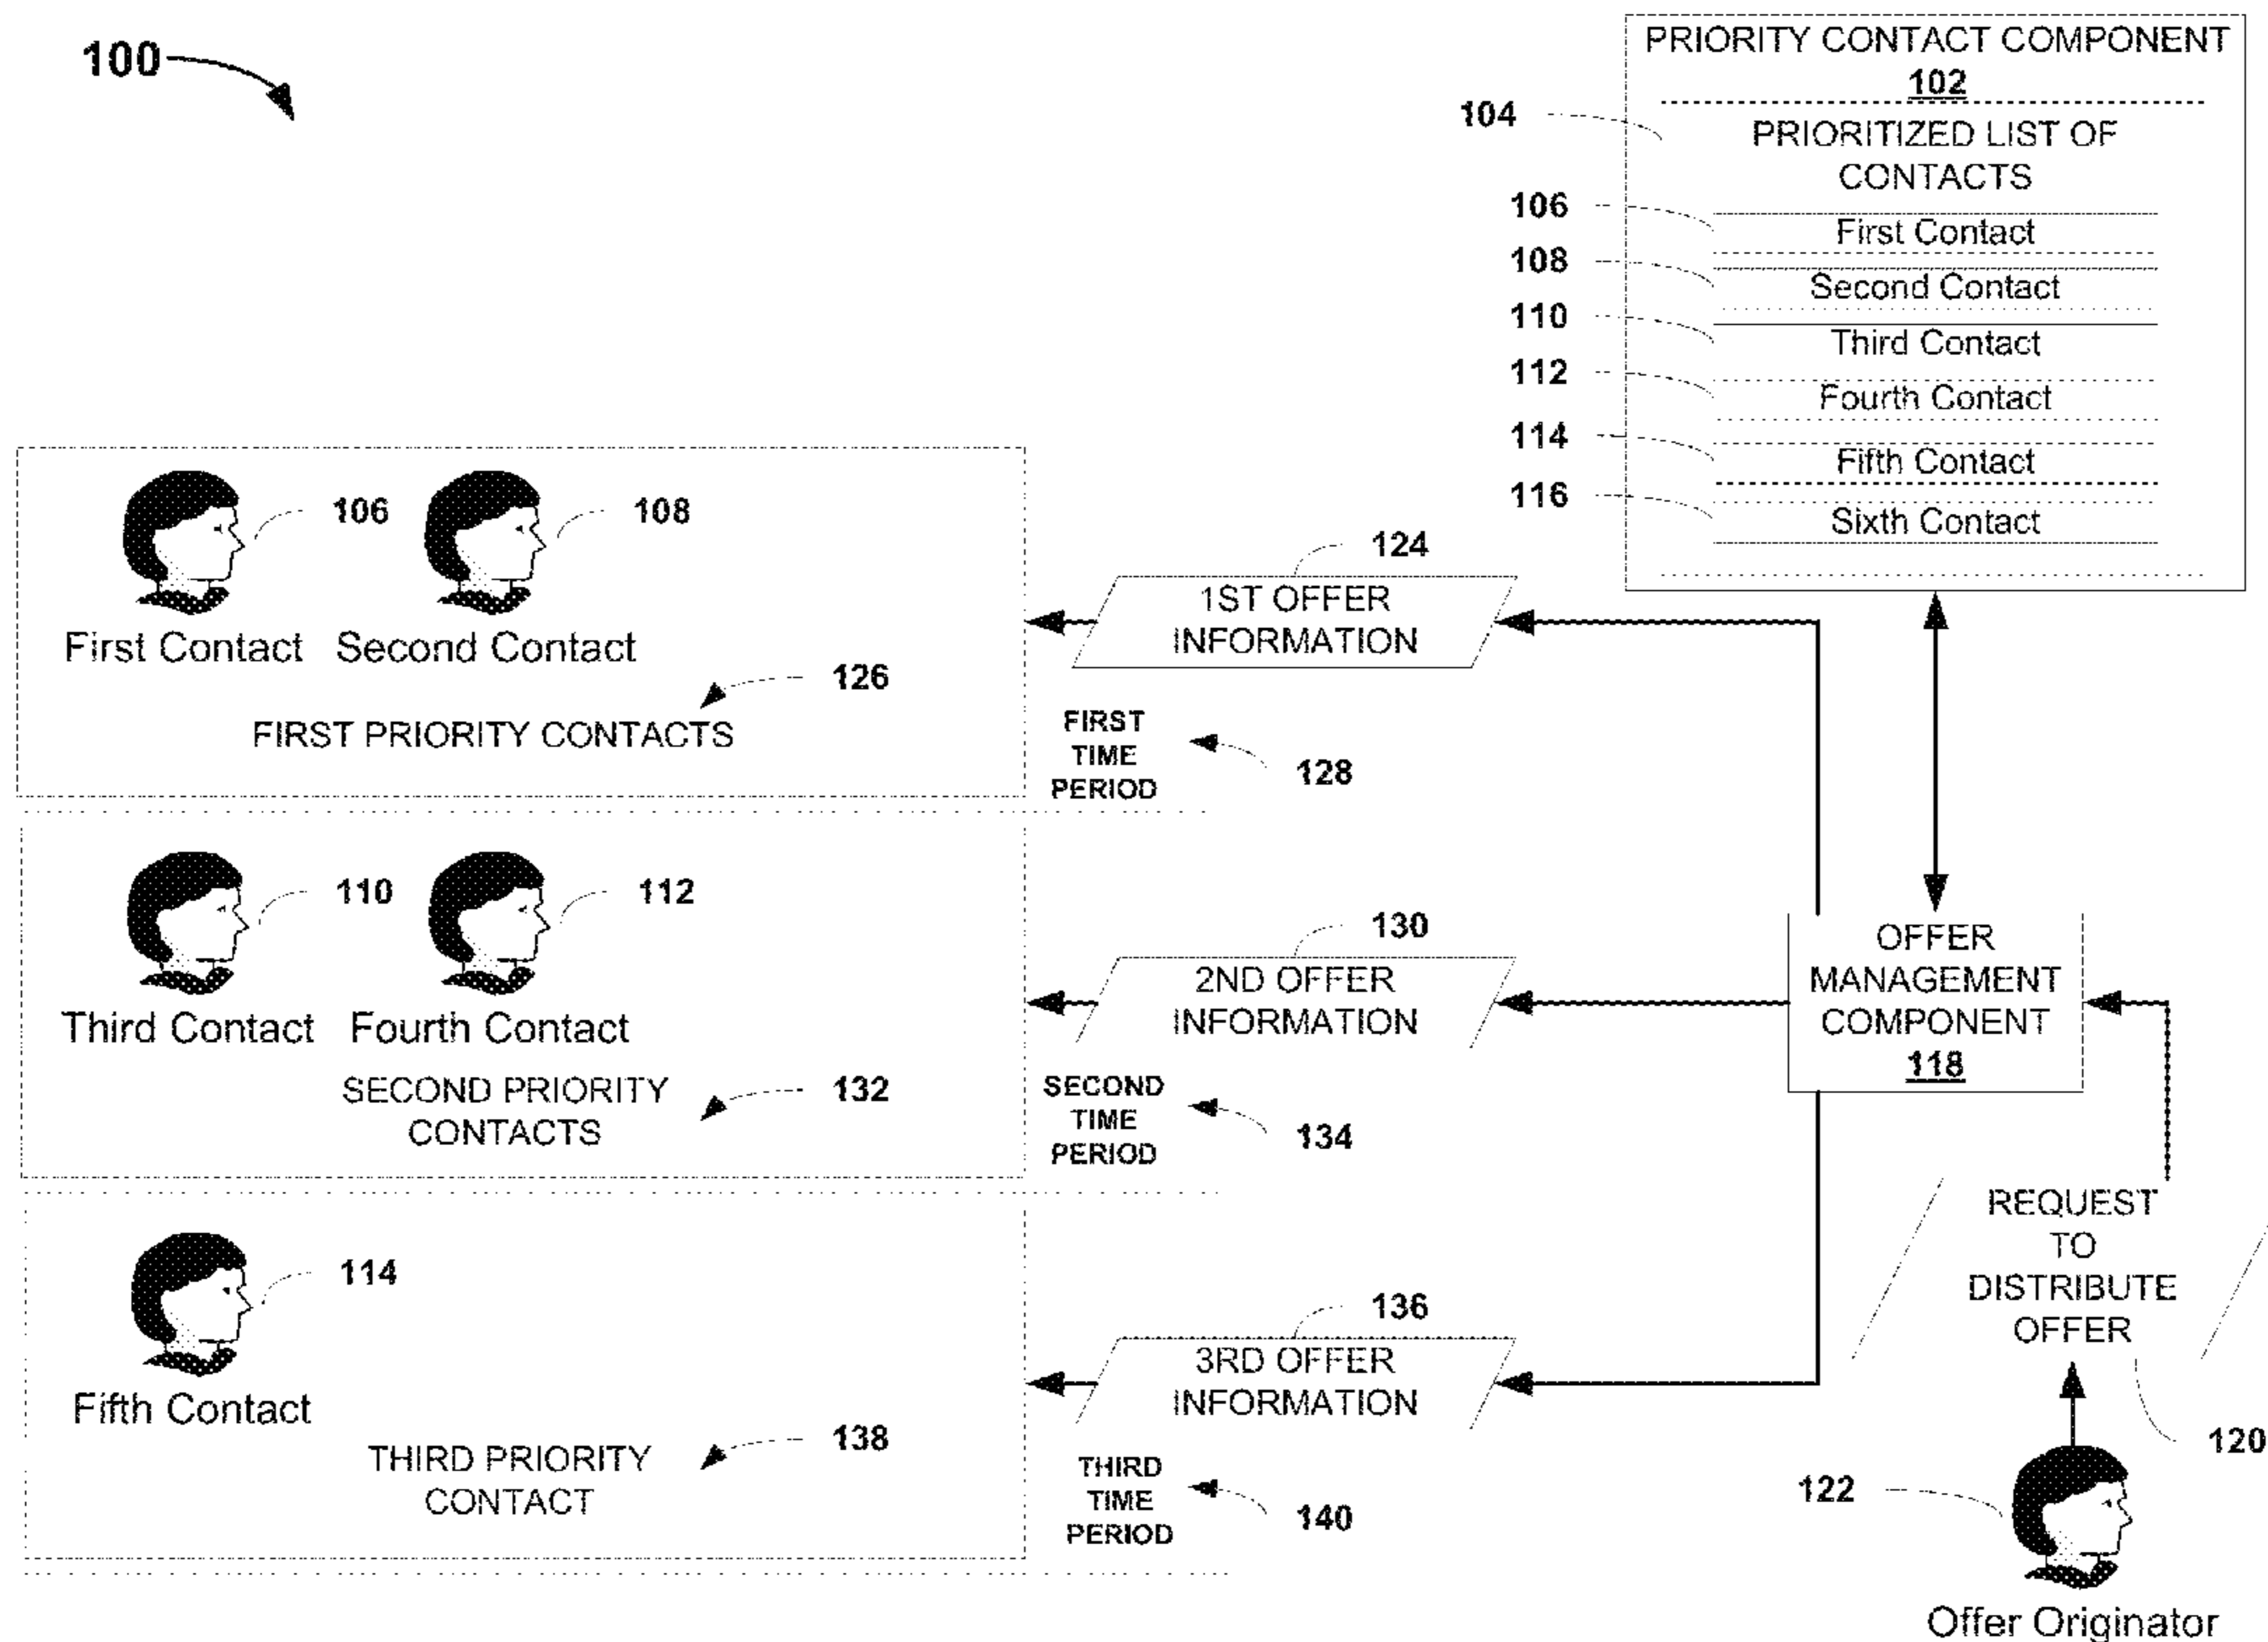 100
PRIORITY CONTACT COMPONENT
102
104
PRIORITIZED LIST OF
CONTACTS
106
First Contact
108
Second Contact
110
Third Contact
112
Fourth Contact
114
Fifth Contact
116
Sixth Contact
106
108
First Contact
Second Contact
126
FIRST PRIORITY CONTACTS
124
1ST OFFER
INFORMATION
FIRST
TIME
PERIOD
128
110
112
Third Contact
Fourth Contact
SECOND PRIORITY
CONTACTS
132
130
2ND OFFER
INFORMATION
SECOND
TIME
PERIOD
134
OFFER
MANAGEMENT
COMPONENT
118
114
Fifth Contact
THIRD PRIORITY
CONTACT
138
136
3RD OFFER
INFORMATION
THIRD
TIME
PERIOD
140
REQUEST
TO
DISTRIBUTE
OFFER
120
122
Offer Originator